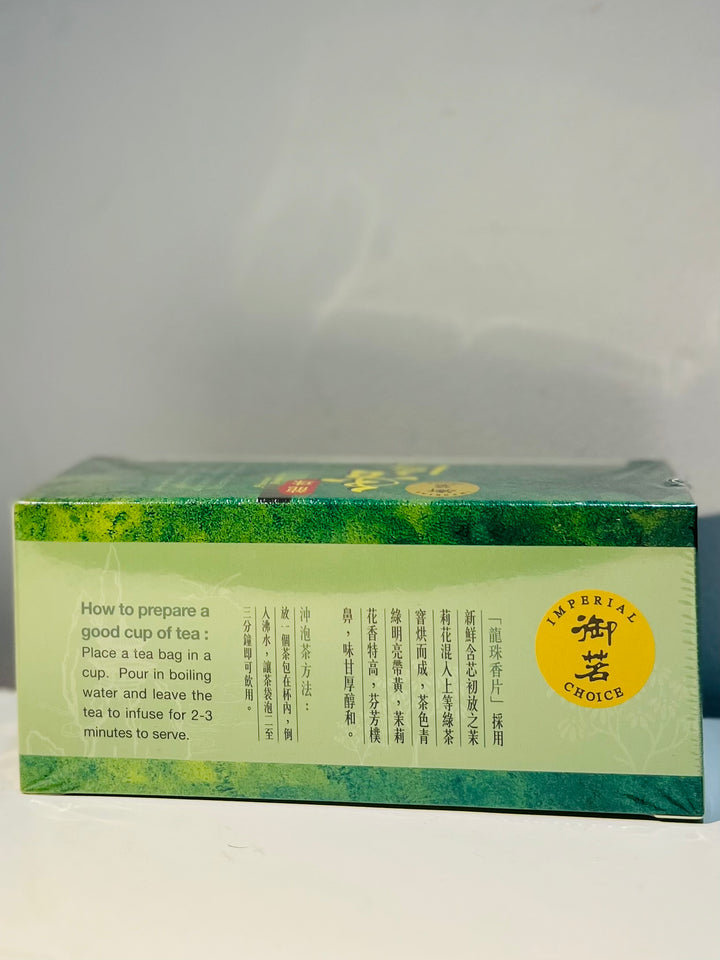 How to prepare a
good cup of tea :
Place a tea bag in a
cup. Pour in boiling
water and leave the
tea to infuse for 2-3
minutes to serve.
「龍珠香片」採用
新鮮含芯初放之茉
莉花混入上等綠茶
窨烘而成，茶色青
綠明亮帶黃，茉莉
花香特高，芬芳樸
鼻，味甘厚醇和。
沖泡茶方法：
放一個茶包在杯內，倒
入沸水，讓茶袋泡二至
三分鐘即可飲用。
IMPERIAL
御茗
CHOICE